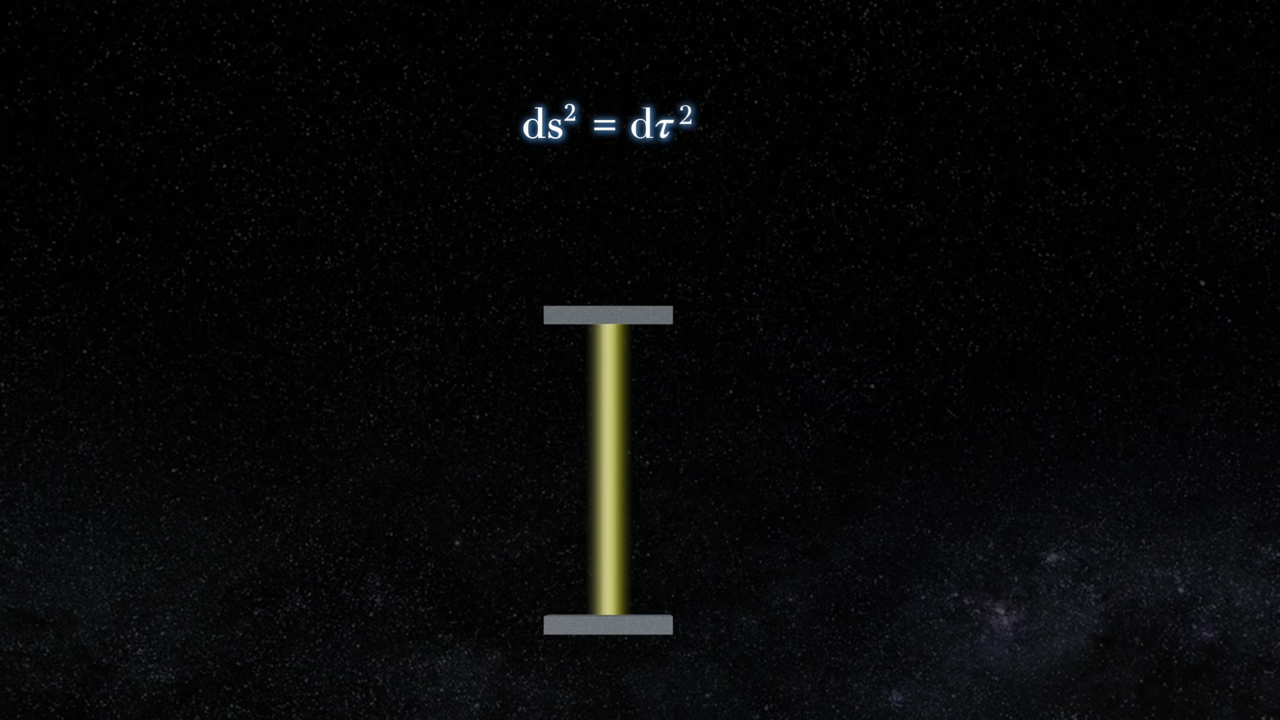 ds² = dτ²